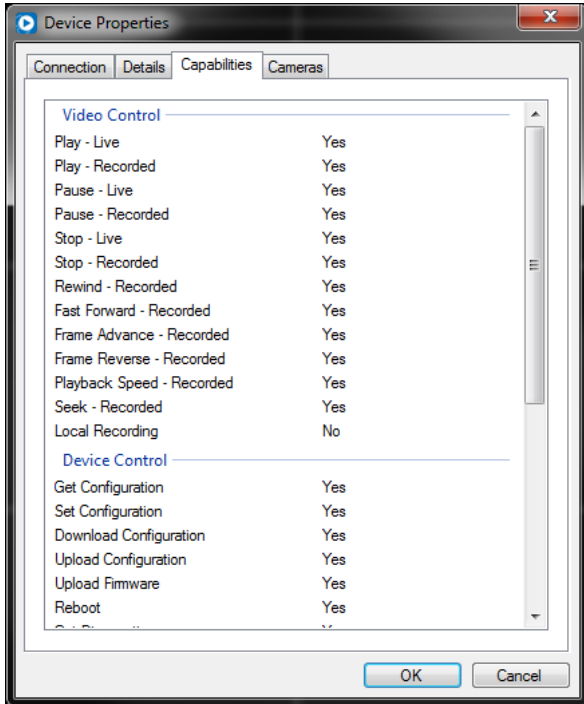 Device Properties
Connection Details Capabilities Cameras
Video Control
Play - Live Yes
Play - Recorded Yes
Pause - Live Yes
Pause - Recorded Yes
Stop - Live Yes
Stop - Recorded Yes
Rewind - Recorded Yes
Fast Forward - Recorded Yes
Frame Advance - Recorded Yes
Frame Reverse - Recorded Yes
Playback Speed - Recorded Yes
Seek - Recorded Yes
Local Recording No
Device Control
Get Configuration Yes
Set Configuration Yes
Download Configuration Yes
Upload Configuration Yes
Upload Firmware Yes
Reboot Yes
OK Cancel